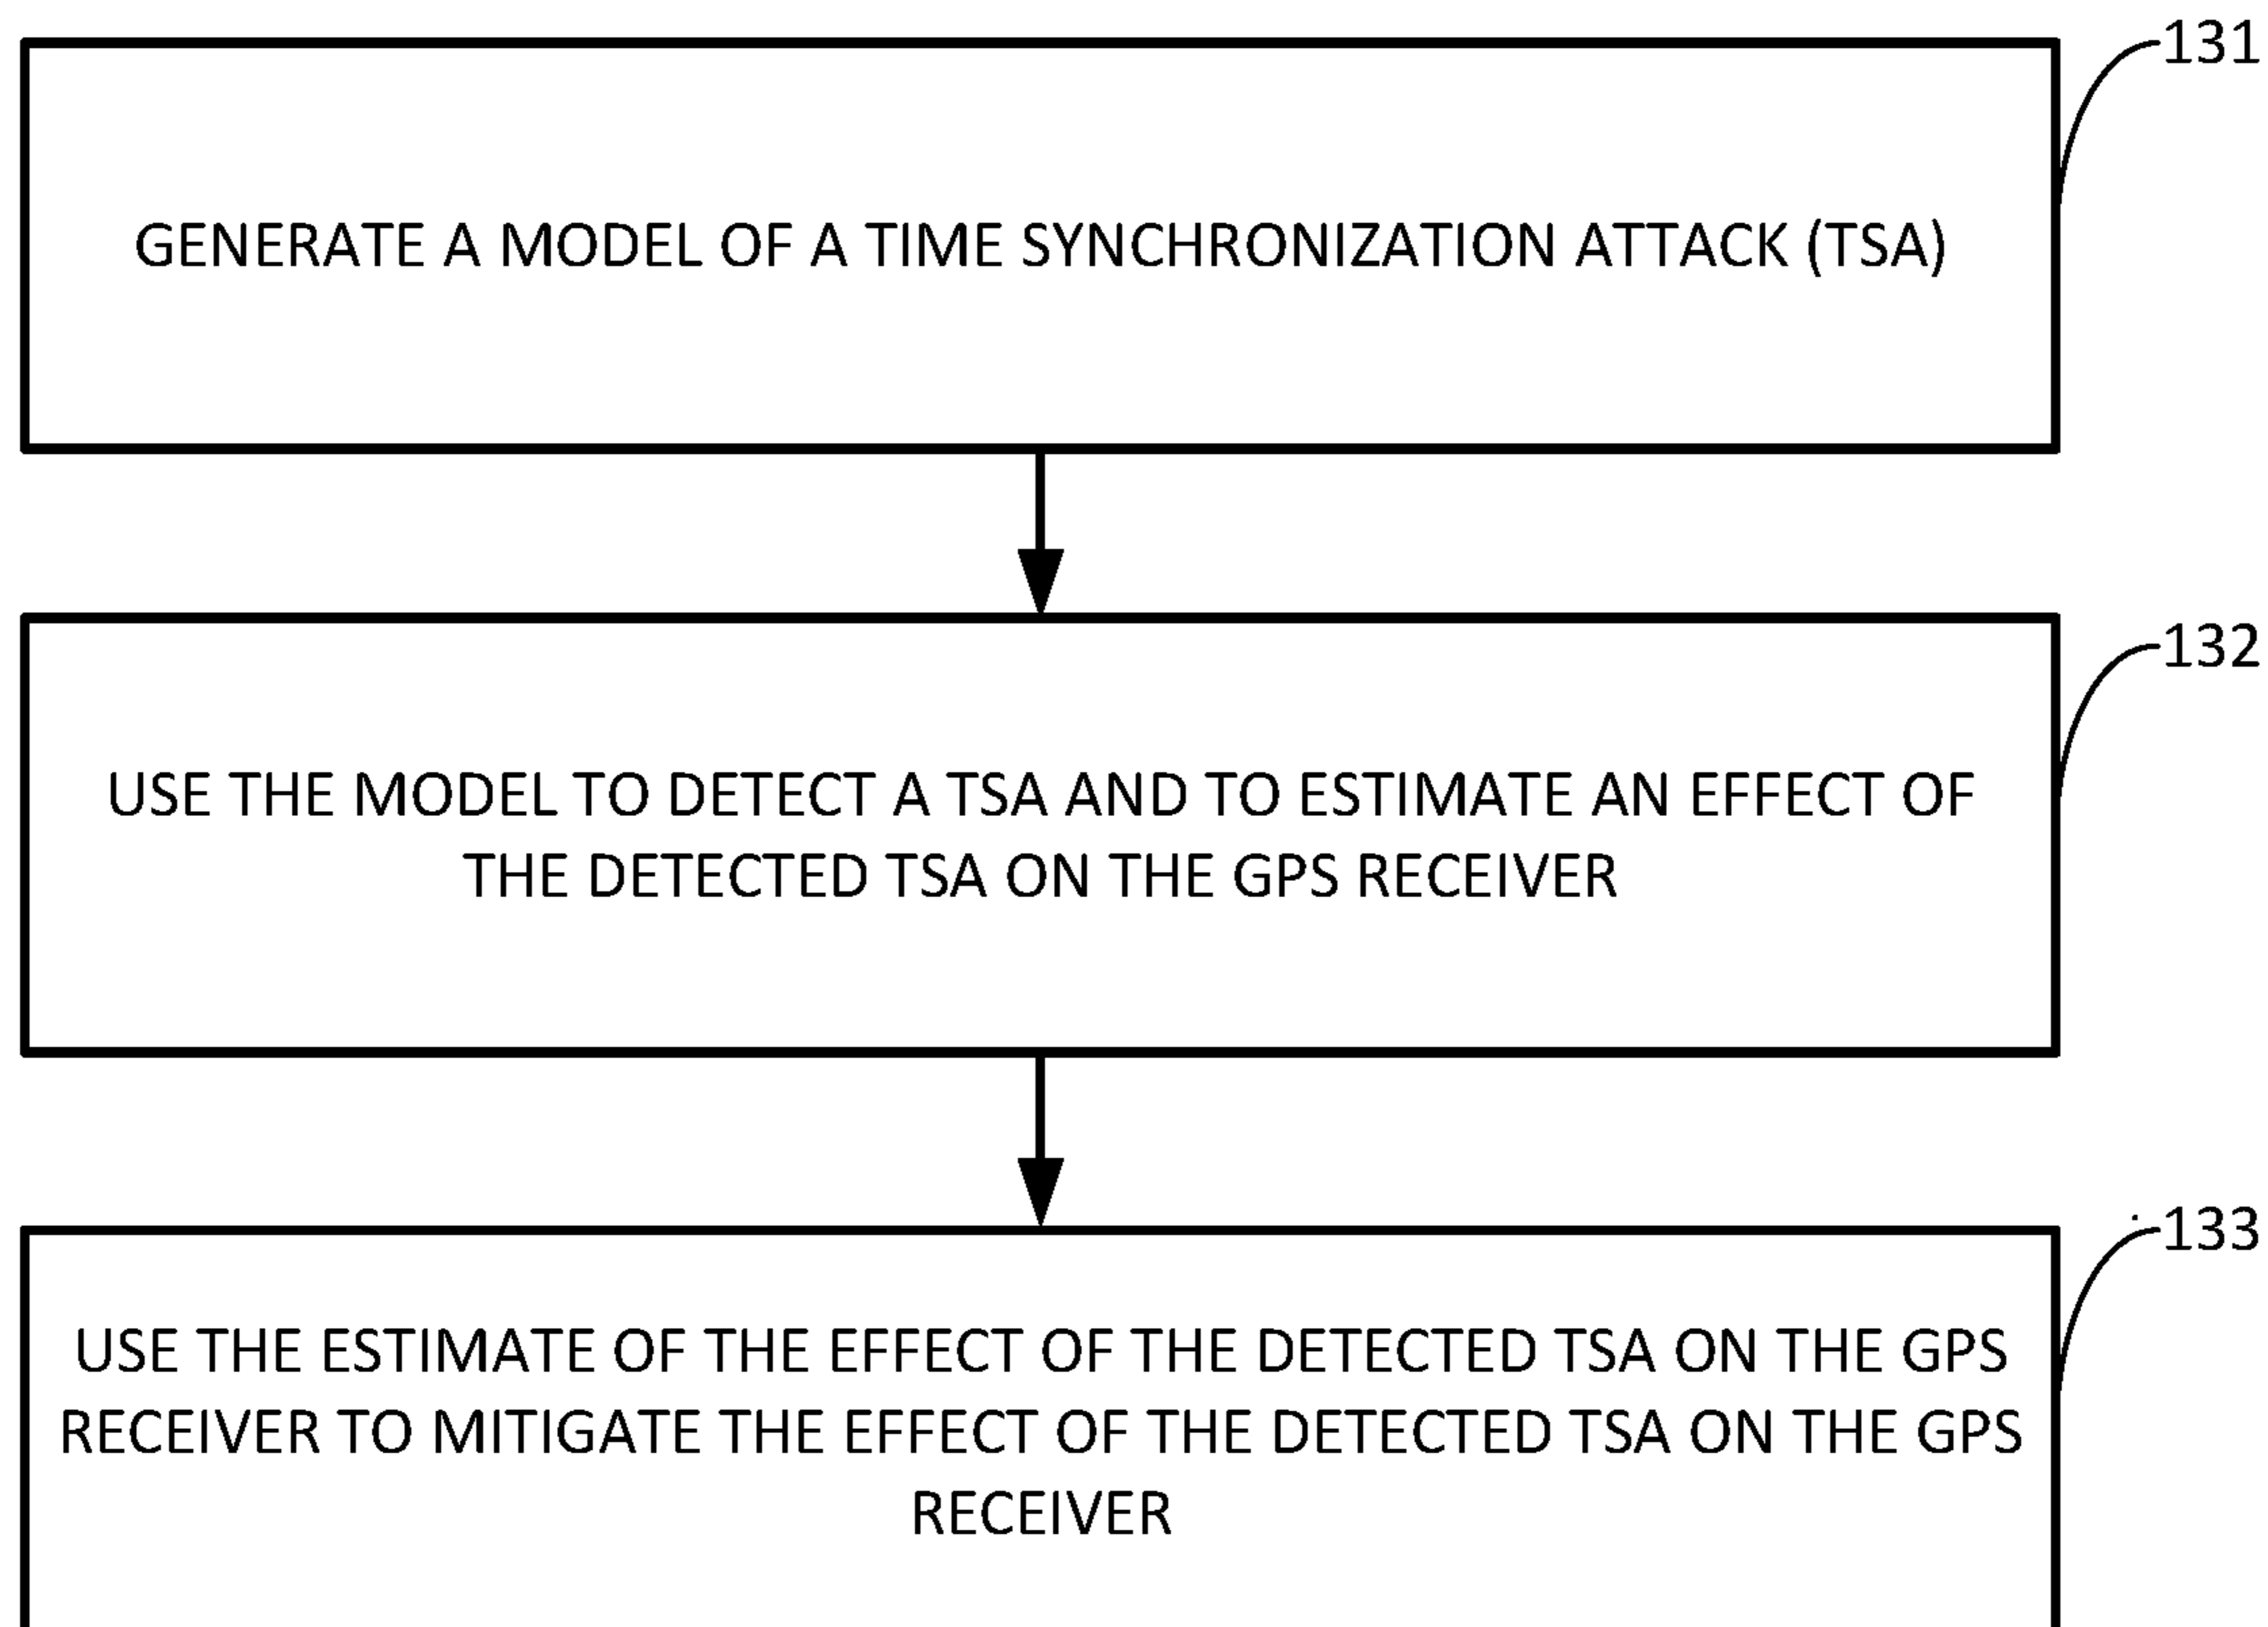 131
GENERATE A MODEL OF A TIME SYNCHRONIZATION ATTACK (TSA)
132
USE THE MODEL TO DETECT A TSA AND TO ESTIMATE AN EFFECT OF
THE DETECTED TSA ON THE GPS RECEIVER
133
USE THE ESTIMATE OF THE EFFECT OF THE DETECTED TSA ON THE GPS
RECEIVER TO MITIGATE THE EFFECT OF THE DETECTED TSA ON THE GPS
RECEIVER